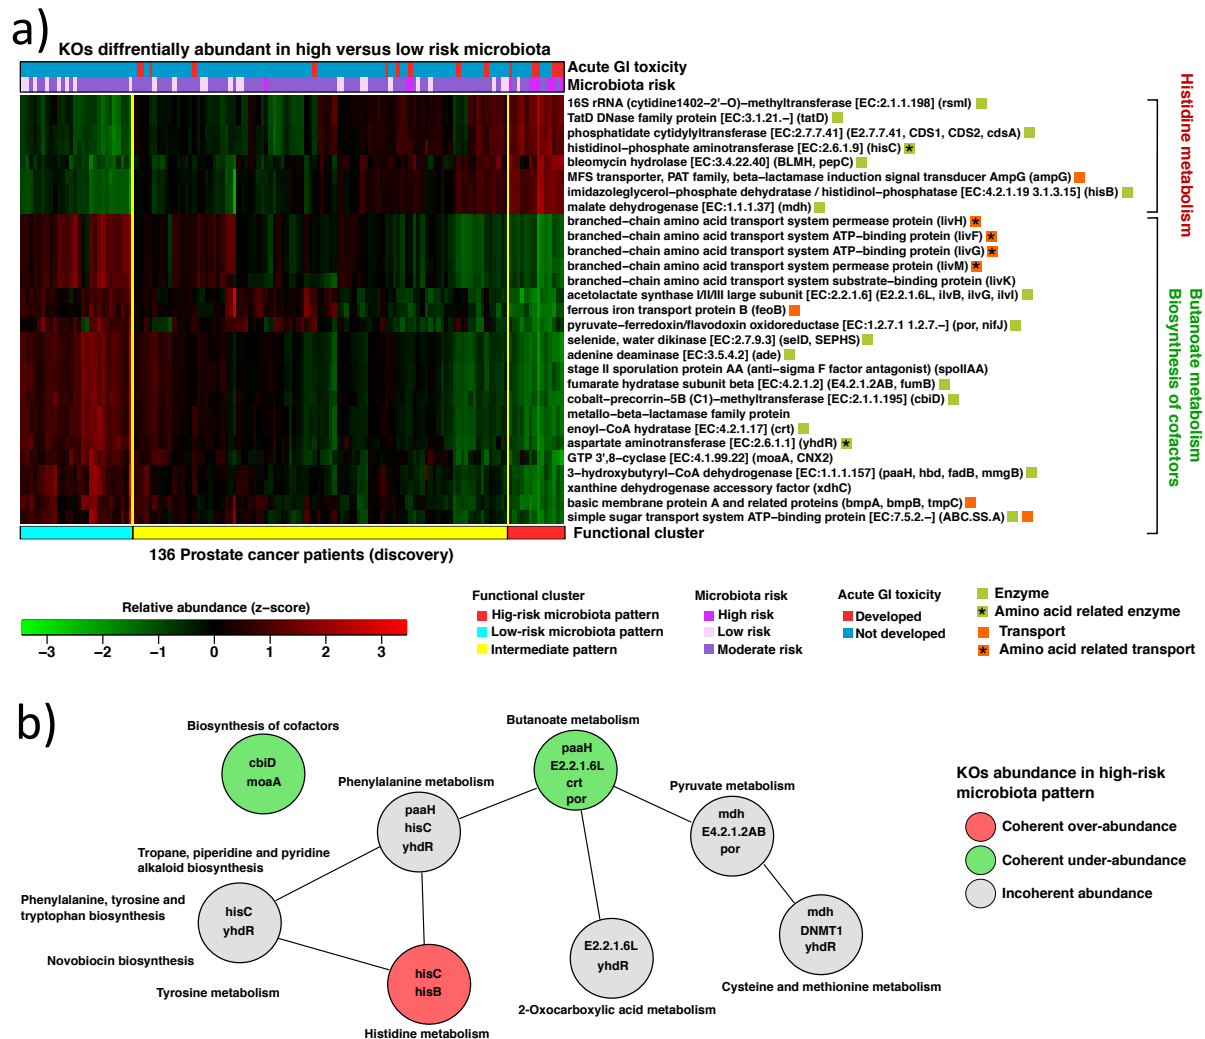 a)
KOs diffrentially abundant in high versus low risk microbiota
Acute GI toxicity
Microbiota risk
16S rRNA (cytidine1402−2'−O)−methyltransferase [EC:2.1.1.198] (rsmI)
TatD DNase family protein [EC:3.1.21.−] (tatD)
phosphatidate cytidylyltransferase [EC:2.7.7.41] (E2.7.7.41, CDS1, CDS2, cdsA)
histidinol−phosphate aminotransferase [EC:2.6.1.9] (hisC) *
bleomycin hydrolase [EC:3.4.22.40] (BLMH, pepC)
MFS transporter, PAT family, beta−lactamase induction signal transducer AmpG (ampG)
imidazoleglycerol−phosphate dehydratase / histidinol−phosphatase [EC:4.2.1.19 3.1.3.15] (hisB)
malate dehydrogenase [EC:1.1.1.37] (mdh)
branched−chain amino acid transport system permease protein (livH) *
branched−chain amino acid transport system ATP−binding protein (livF) *
branched−chain amino acid transport system ATP−binding protein (livG) *
branched−chain amino acid transport system permease protein (livM) *
branched−chain amino acid transport system substrate−binding protein (livK)
acetolactate synthase I/II/III large subunit [EC:2.2.1.6] (E2.2.1.6L, ilvB, ilvG, ilvI)
ferrous iron transport protein B (feoB)
pyruvate−ferredoxin/flavodoxin oxidoreductase [EC:1.2.7.1 1.2.7.−] (por, nifJ)
selenide, water dikinase [EC:2.7.9.3] (selD, SEPHS)
adenine deaminase [EC:3.5.4.2] (ade)
stage II sporulation protein AA (anti−sigma F factor antagonist) (spoIIAA)
fumarate hydratase subunit beta [EC:4.2.1.2] (E4.2.1.2AB, fumB)
cobalt−precorrin−5B (C1)−methyltransferase [EC:2.1.1.195] (cbiD)
metallo−beta−lactamase family protein
enoyl−CoA hydratase [EC:4.2.1.17] (crt)
aspartate aminotransferase [EC:2.6.1.1] (yhdR) *
GTP 3',8−cyclase [EC:4.1.99.22] (moaA, CNX2)
3−hydroxybutyryl−CoA dehydrogenase [EC:1.1.1.157] (paaH, hbd, fadB, mmgB)
xanthine dehydrogenase accessory factor (xdhC)
basic membrane protein A and related proteins (bmpA, bmpB, tmpC)
simple sugar transport system ATP−binding protein [EC:7.5.2.−] (ABC.SS.A)
Functional cluster
Histidine metabolism
Butanoate metabolism
Biosynthesis of cofactors
136 Prostate cancer patients (discovery)
Relative abundance (z−score)
−3 −2 −1 0 1 2 3
Functional cluster
Hig-risk microbiota pattern
Low-risk microbiota pattern
Intermediate pattern
Microbiota risk
High risk
Low risk
Moderate risk
Acute GI toxicity
Developed
Not developed
Enzyme
* Amino acid related enzyme
Transport
* Amino acid related transport
b)
Biosynthesis of cofactors
cbiD
moaA
Butanoate metabolism
paaH
E2.2.1.6L
crt
por
Phenylalanine metabolism
paaH
hisC
yhdR
Pyruvate metabolism
mdh
E4.2.1.2AB
por
Tropane, piperidine and pyridine
alkaloid biosynthesis
Phenylalanine, tyrosine and
tryptophan biosynthesis
hisC
yhdR
Novobiocin biosynthesis
Tyrosine metabolism
hisC
hisB
Histidine metabolism
E2.2.1.6L
yhdR
2-Oxocarboxylic acid metabolism
mdh
DNMT1
yhdR
Cysteine and methionine metabolism
KOs abundance in high-risk
microbiota pattern
Coherent over-abundance
Coherent under-abundance
Incoherent abundance